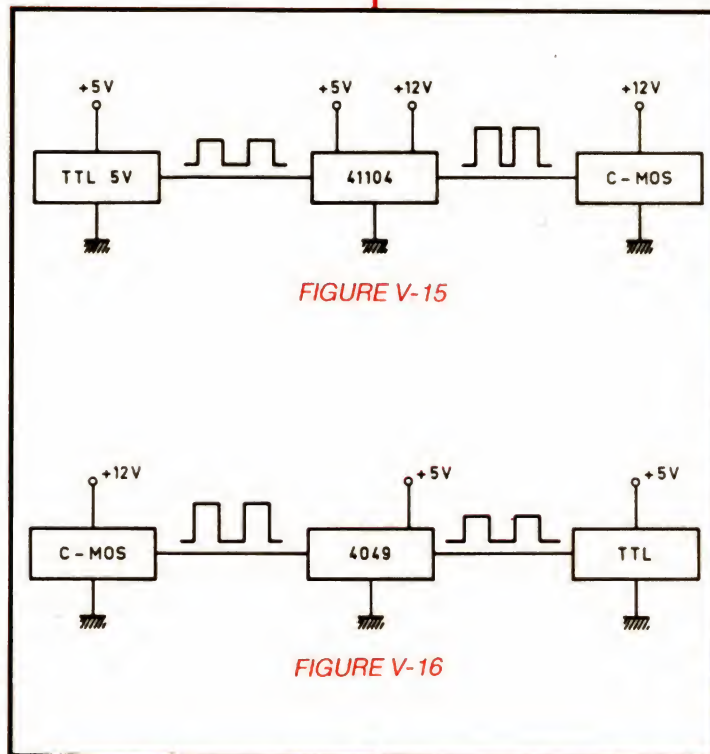 +5V +5V +12V +12V
TTL 5V 41104 C-MOS
FIGURE V-15
+12V +5V +5V
C-MOS 4049 TTL
FIGURE V-16